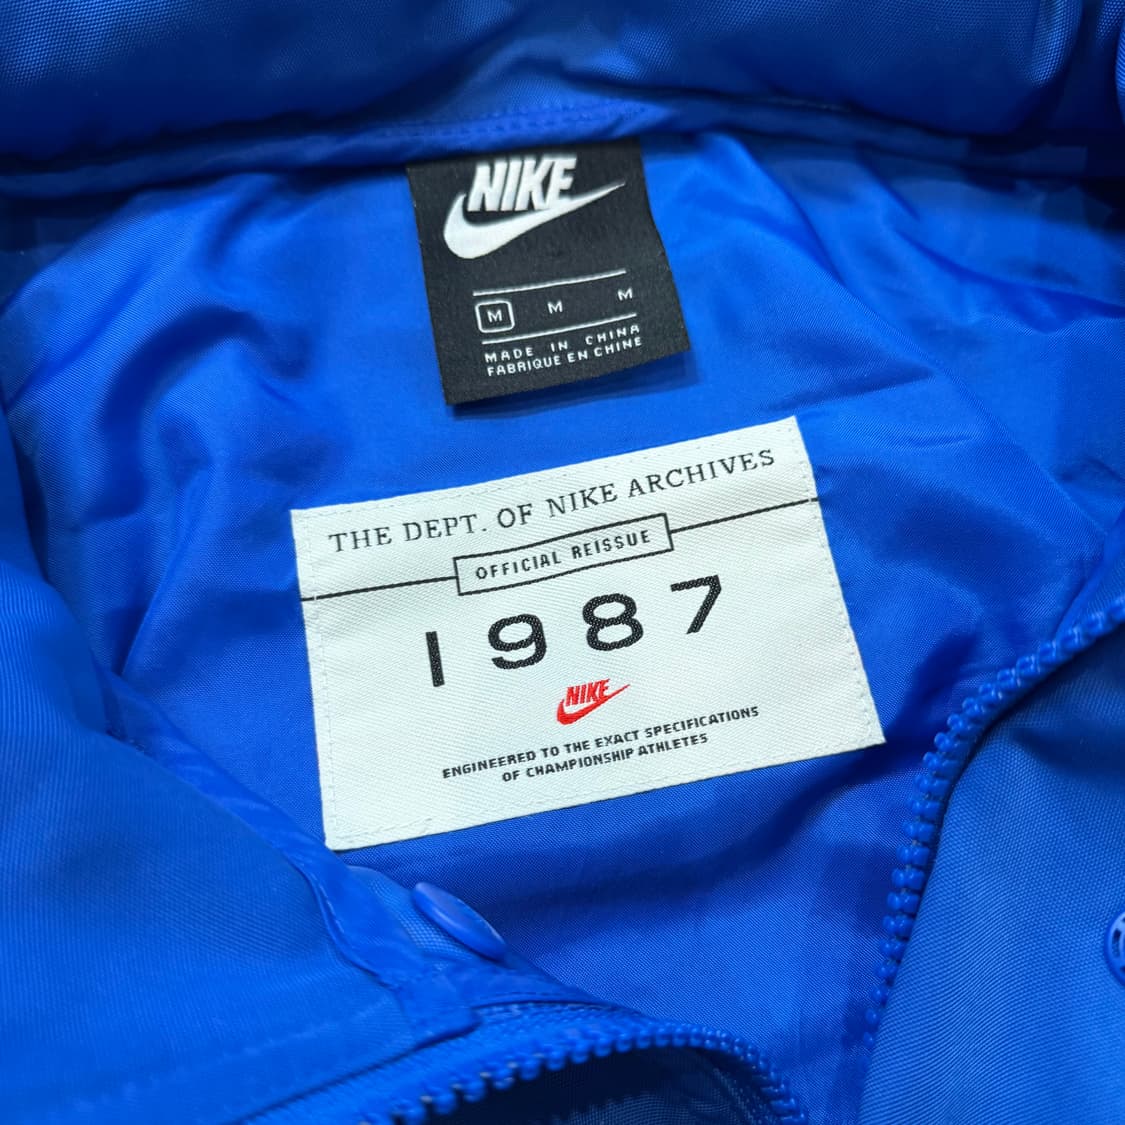 NIKE
M M M
MADE IN CHINA
FABRIQUE EN CHINE
THE DEPT. OF NIKE ARCHIVES
OFFICIAL REISSUE
1987
NIKE
ENGINEERED TO THE EXACT SPECIFICATIONS
OF CHAMPIONSHIP ATHLETES